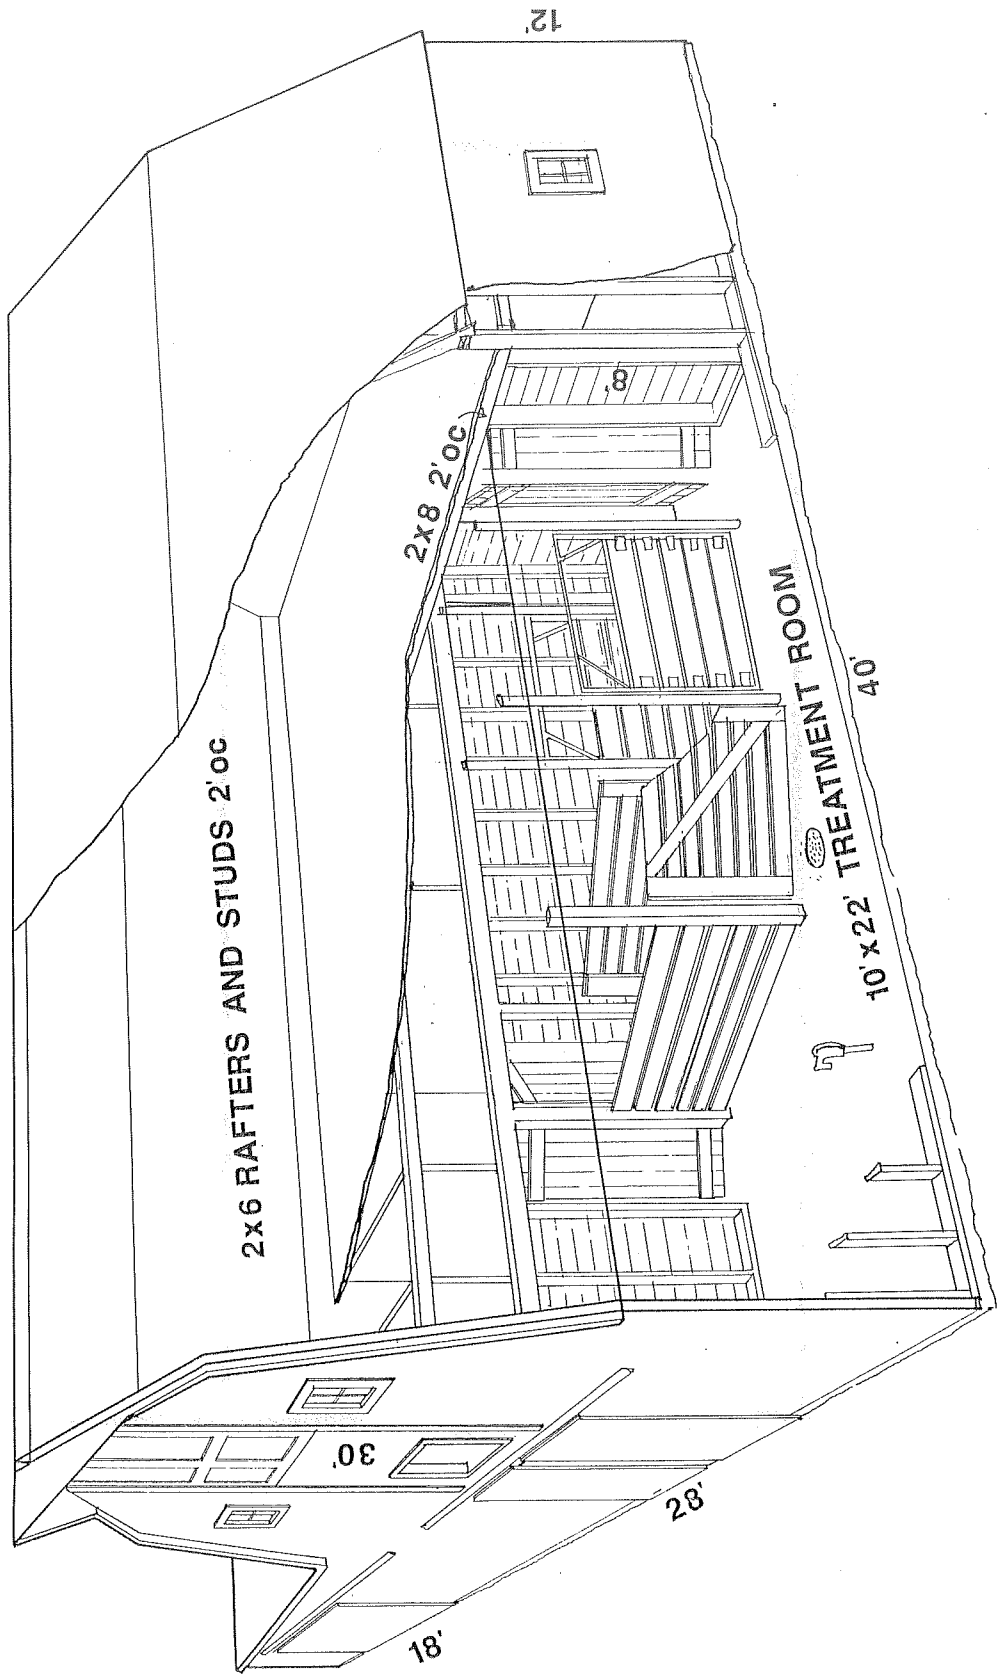 12'
2x6 RAFTERS AND STUDS 2' OC
2x8 2' OC
8'
30'
10' x 22' TREATMENT ROOM
40'
28'
18'